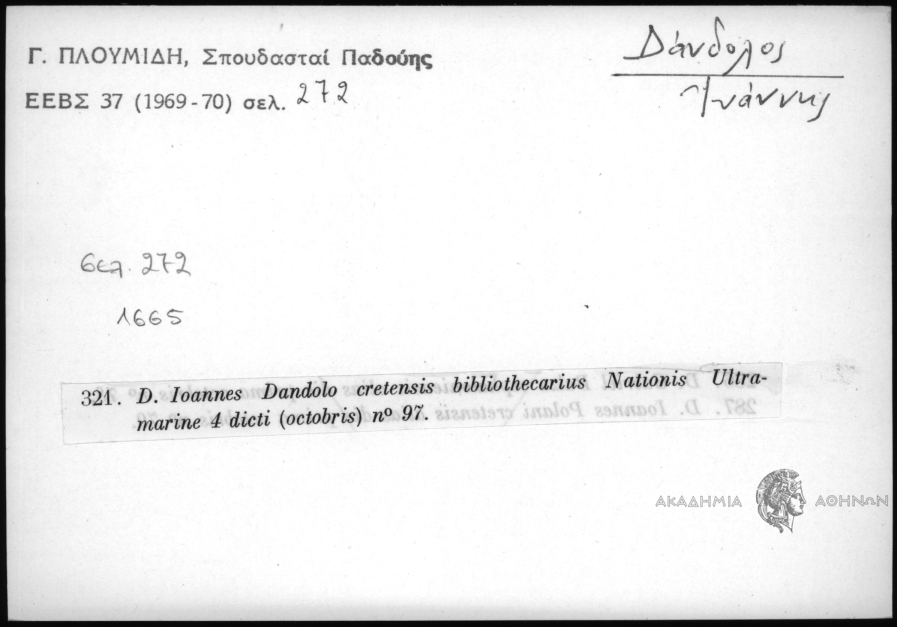 Γ. ΠΛΟΥΜΙΔΗ, Σπουδασταί Παδούης
ΕΕΒΣ 37 (1969-70) σελ. 272
Δάνδολος
Ἰωάννης
σελ. 272
1665
321. D. Ioannes Dandolo cretensis bibliothecarius Nationis Ultra-
marine 4 dicti (octobris) nº 97.
ΑΚΑΔΗΜΙΑ ΑΘΗΝΩΝ